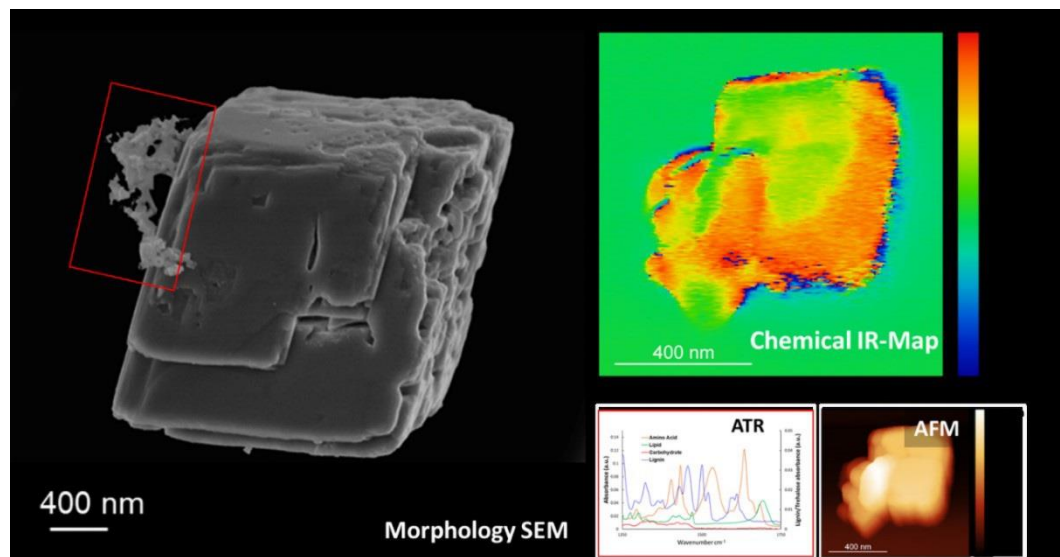 400 nm
Morphology SEM
400 nm
Chemical IR-Map
ATR
Amino Acid
Lipid
Carbohydrate
Lignin
Absorbance (a.u.)
Wavenumber cm⁻¹
AFM
400 nm